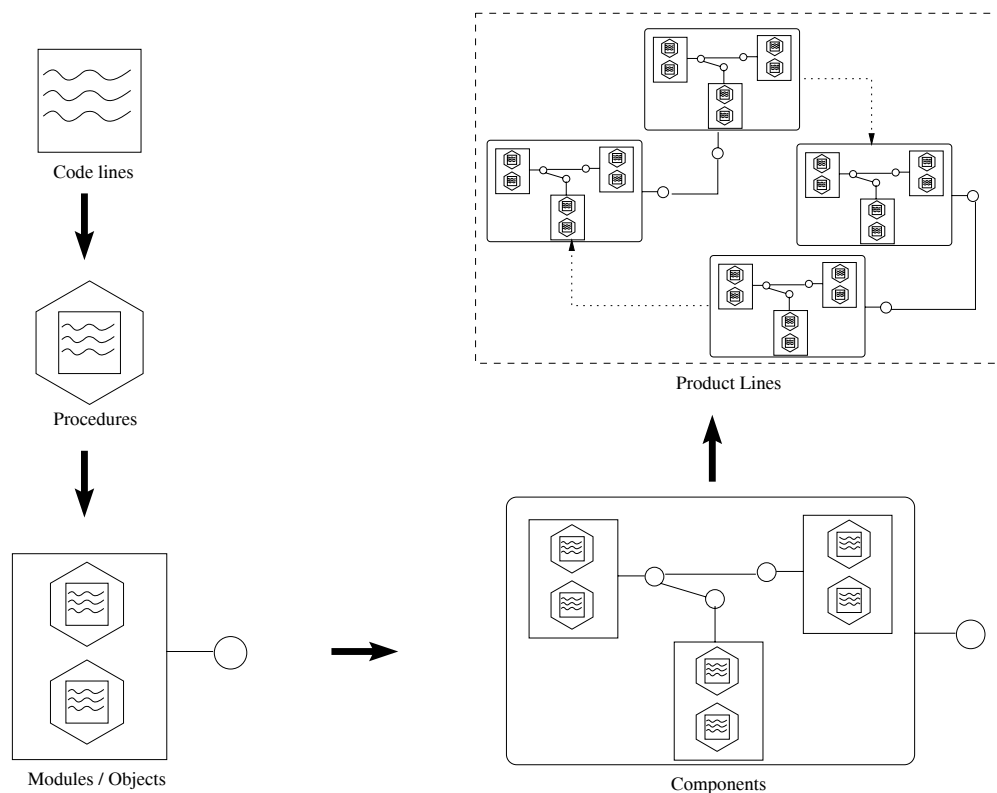 Code lines
Procedures
Modules / Objects
Components
Product Lines